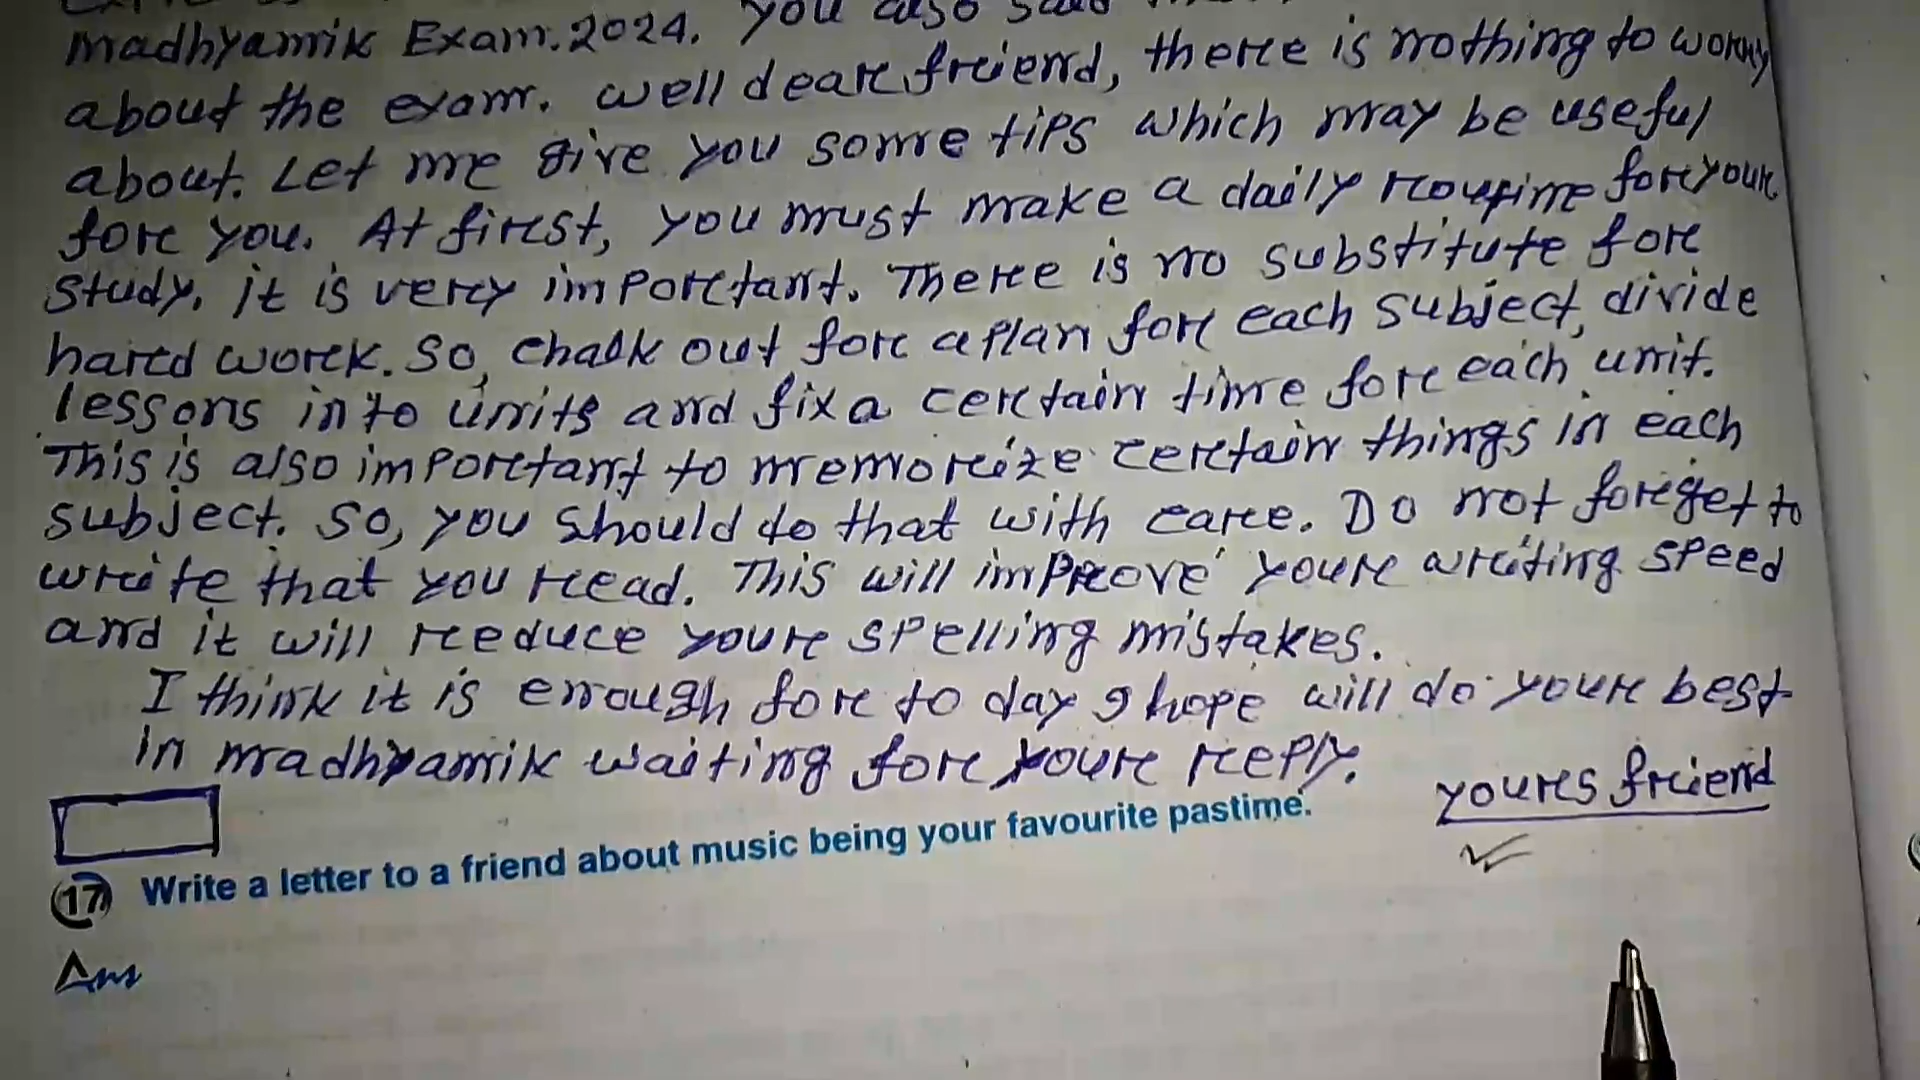 Madhyamik Exam. 2024. You also said
about the exam. well dear friend, there is nothing to worry
about. Let me give you some tips which may be useful
for you. At first, you must make a daily routine for your
study, it is very important. There is no substitute for
hard work. So, chalk out for a plan for each subject, divide
lessons into units and fix a certain time for each unit.
This is also important to memorize certain things in each
subject. So, you should do that with care. Do not forget to
write that you read. This will improve your writing speed
and it will reduce your spelling mistakes.
I think it is enough for to day I hope will do your best
in madhyamik waiting for your reply.
yours friend
17 Write a letter to a friend about music being your favourite pastime.
Ans